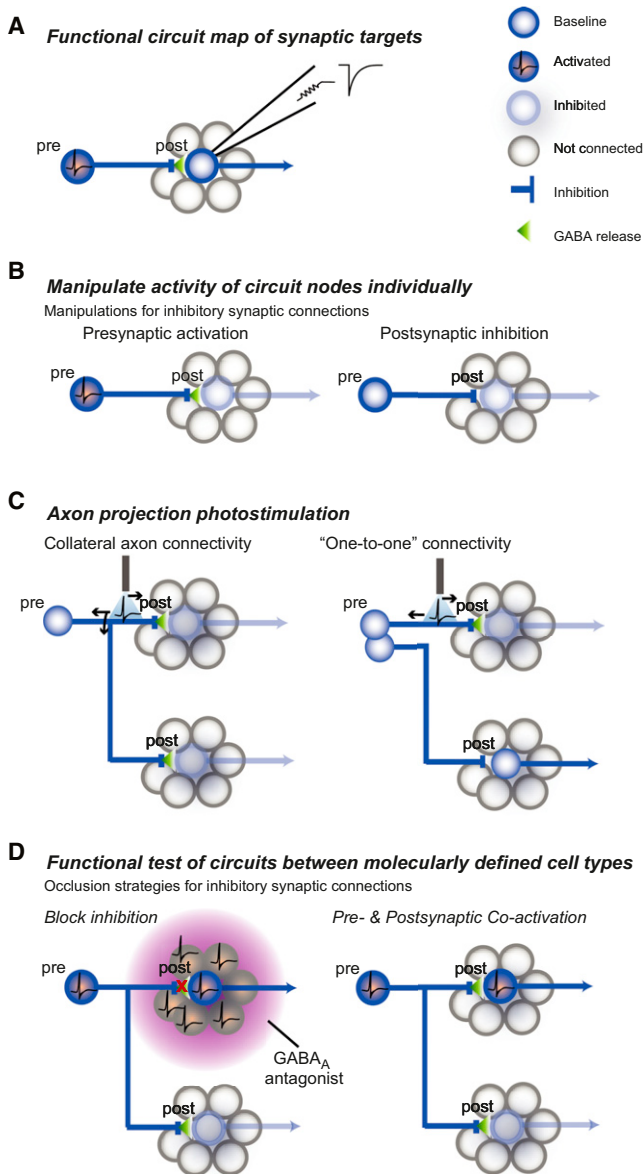 A
Functional circuit map of synaptic targets
pre
post
Baseline
Activated
Inhibited
Not connected
Inhibition
GABA release
B
Manipulate activity of circuit nodes individually
Manipulations for inhibitory synaptic connections
Presynaptic activation
Postsynaptic inhibition
pre
post
pre
post
C
Axon projection photostimulation
Collateral axon connectivity
“One-to-one” connectivity
pre
post
pre
post
post
post
D
Functional test of circuits between molecularly defined cell types
Occlusion strategies for inhibitory synaptic connections
Block inhibition
Pre- & Postsynaptic Co-activation
pre
post
x
pre
post
GABAA
antagonist
post
post